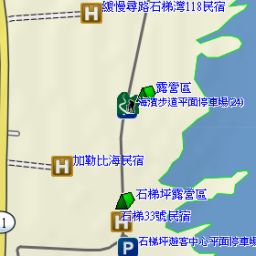 緩慢尋路石梯灣118民宿
H
露營區
海濱步道平面停車場(24)
加勒比海民宿
H
石梯坪露營區
石梯33號民宿
H
1
P
石梯坪遊客中心平面停車場